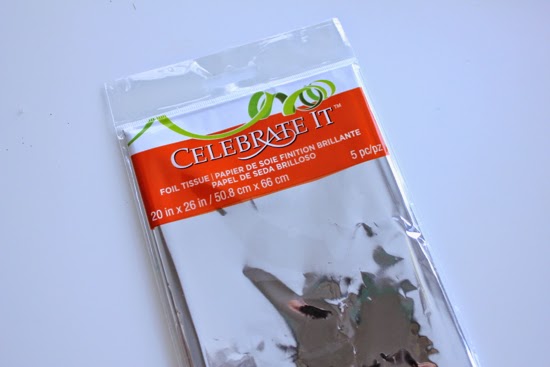 CELEBRATE IT™
FOIL TISSUE | PAPIER DE SOIE FINITION BRILLANTE
PAPEL DE SEDA BRILLOSO
5 pc/pz
20 in x 26 in / 50.8 cm x 66 cm